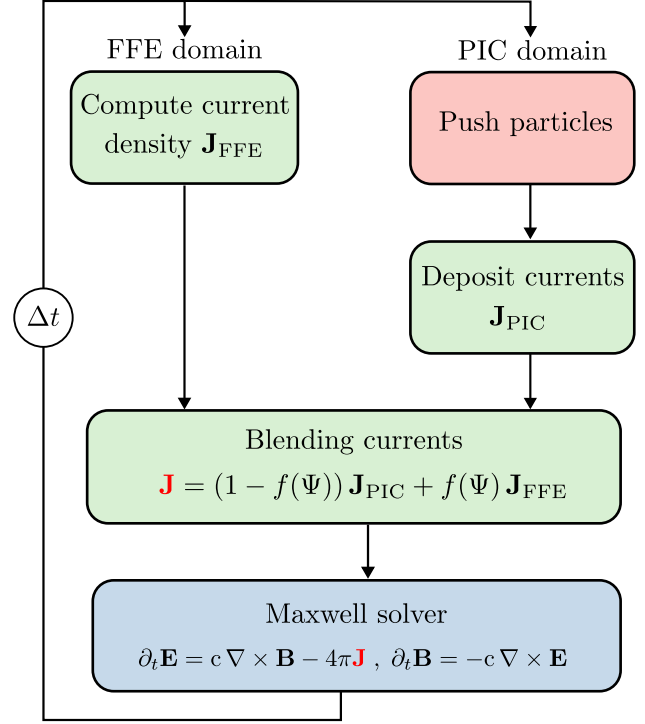 FFE domain
PIC domain
Compute current
density J_FFE
Push particles
Deposit currents
J_PIC
Δt
Blending currents
J = (1 − f(Ψ)) J_PIC + f(Ψ) J_FFE
Maxwell solver
∂_t E = c ∇ × B − 4πJ , ∂_t B = −c ∇ × E